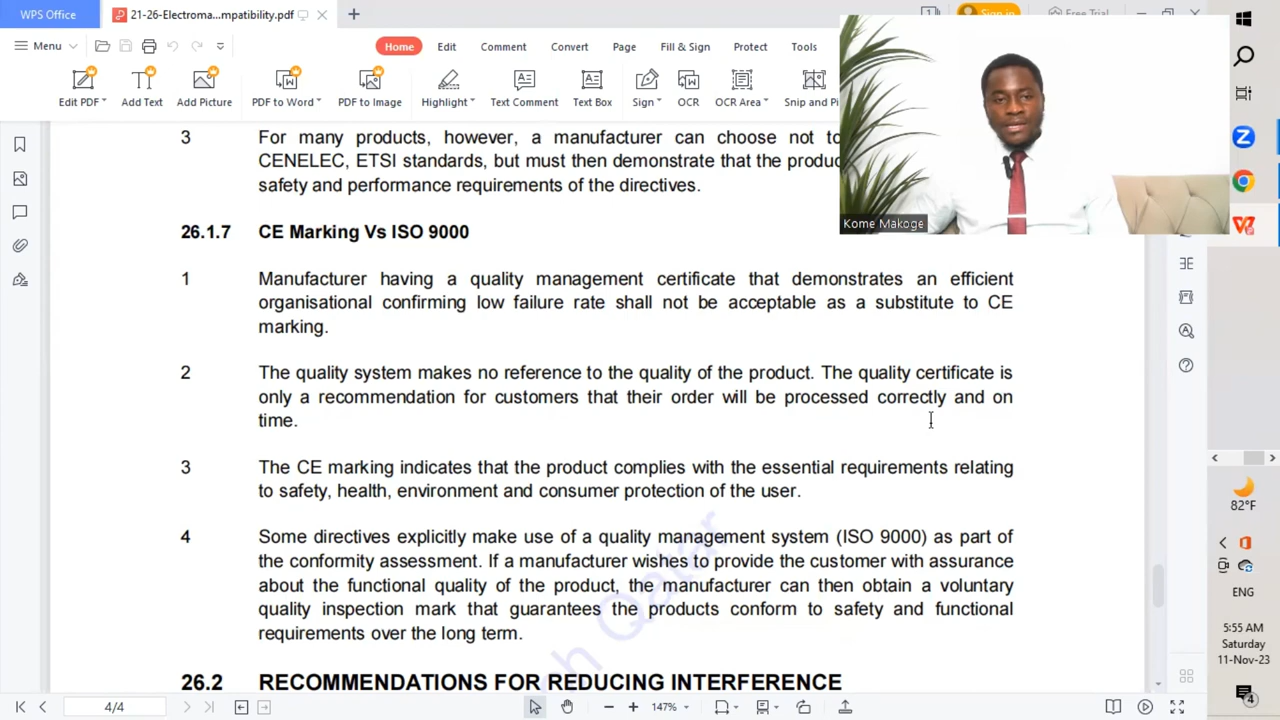 WPS Office
21-26-Electroma...mpatibility.pdf
Sign in
Free Trial
Menu
Home
Edit
Comment
Convert
Page
Fill & Sign
Protect
Tools
Edit PDF
Add Text
Add Picture
PDF to Word
PDF to Image
Highlight
Text Comment
Text Box
Sign
OCR
OCR Area
Snip and Pi
Kome Makoge
3 For many products, however, a manufacturer can choose not to
CENELEC, ETSI standards, but must then demonstrate that the produc
safety and performance requirements of the directives.
26.1.7 CE Marking Vs ISO 9000
1 Manufacturer having a quality management certificate that demonstrates an efficient
organisational confirming low failure rate shall not be acceptable as a substitute to CE
marking.
2 The quality system makes no reference to the quality of the product. The quality certificate is
only a recommendation for customers that their order will be processed correctly and on
time.
3 The CE marking indicates that the product complies with the essential requirements relating
to safety, health, environment and consumer protection of the user.
4 Some directives explicitly make use of a quality management system (ISO 9000) as part of
the conformity assessment. If a manufacturer wishes to provide the customer with assurance
about the functional quality of the product, the manufacturer can then obtain a voluntary
quality inspection mark that guarantees the products conform to safety and functional
requirements over the long term.
26.2 RECOMMENDATIONS FOR REDUCING INTERFERENCE
Qatar
4/4
147%
82°F
ENG
5:55 AM
Saturday
11-Nov-23
4